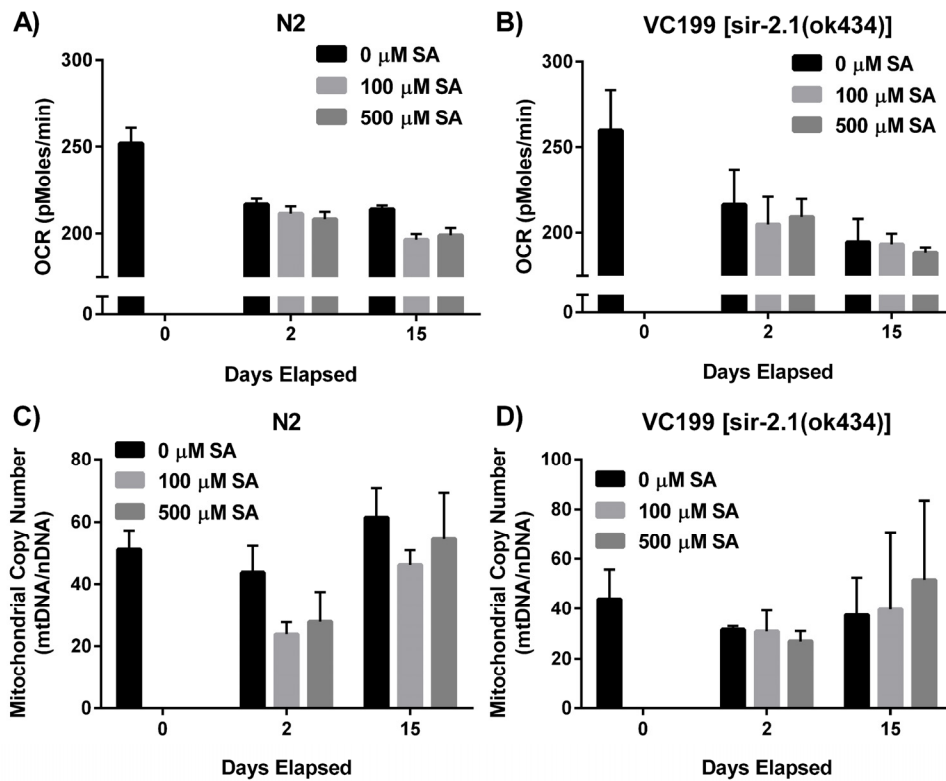 A)
N2
0 μM SA
100 μM SA
500 μM SA
OCR (pMoles/min)
300
250
200
0
0
2
15
Days Elapsed
B)
VC199 [sir-2.1(ok434)]
0 μM SA
100 μM SA
500 μM SA
OCR (pMoles/min)
300
250
200
0
0
2
15
Days Elapsed
C)
N2
0 μM SA
100 μM SA
500 μM SA
Mitochondrial Copy Number
(mtDNA/nDNA)
80
60
40
20
0
0
2
15
Days Elapsed
D)
VC199 [sir-2.1(ok434)]
0 μM SA
100 μM SA
500 μM SA
Mitochondrial Copy Number
(mtDNA/nDNA)
100
80
60
40
20
0
0
2
15
Days Elapsed